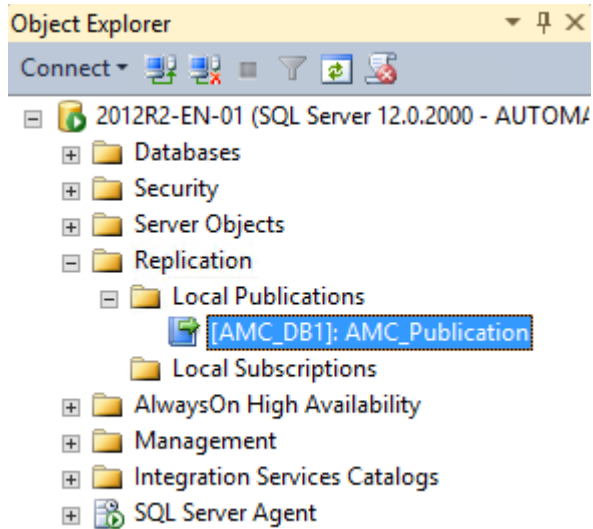 Object Explorer
Connect
2012R2-EN-01 (SQL Server 12.0.2000 - AUTOMA
Databases
Security
Server Objects
Replication
Local Publications
[AMC_DB1]: AMC_Publication
Local Subscriptions
AlwaysOn High Availability
Management
Integration Services Catalogs
SQL Server Agent